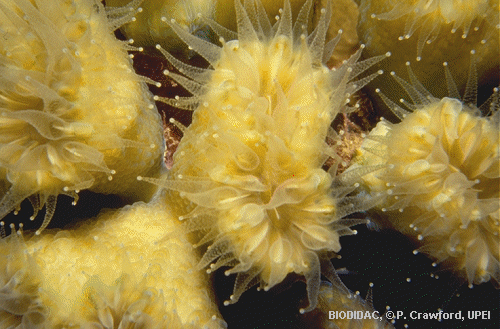 BIODIDAC, ©P. Crawford, UPEI